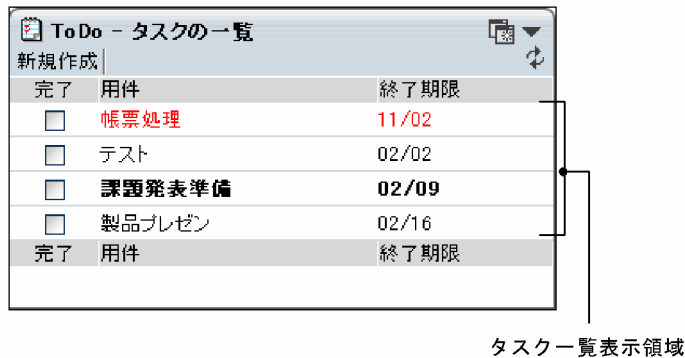 ToDo - タスクの一覧
新規作成
完了 用件 終了期限
帳票処理 11/02
テスト 02/02
課題発表準備 02/09
製品プレゼン 02/16
完了 用件 終了期限
タスク一覧表示領域